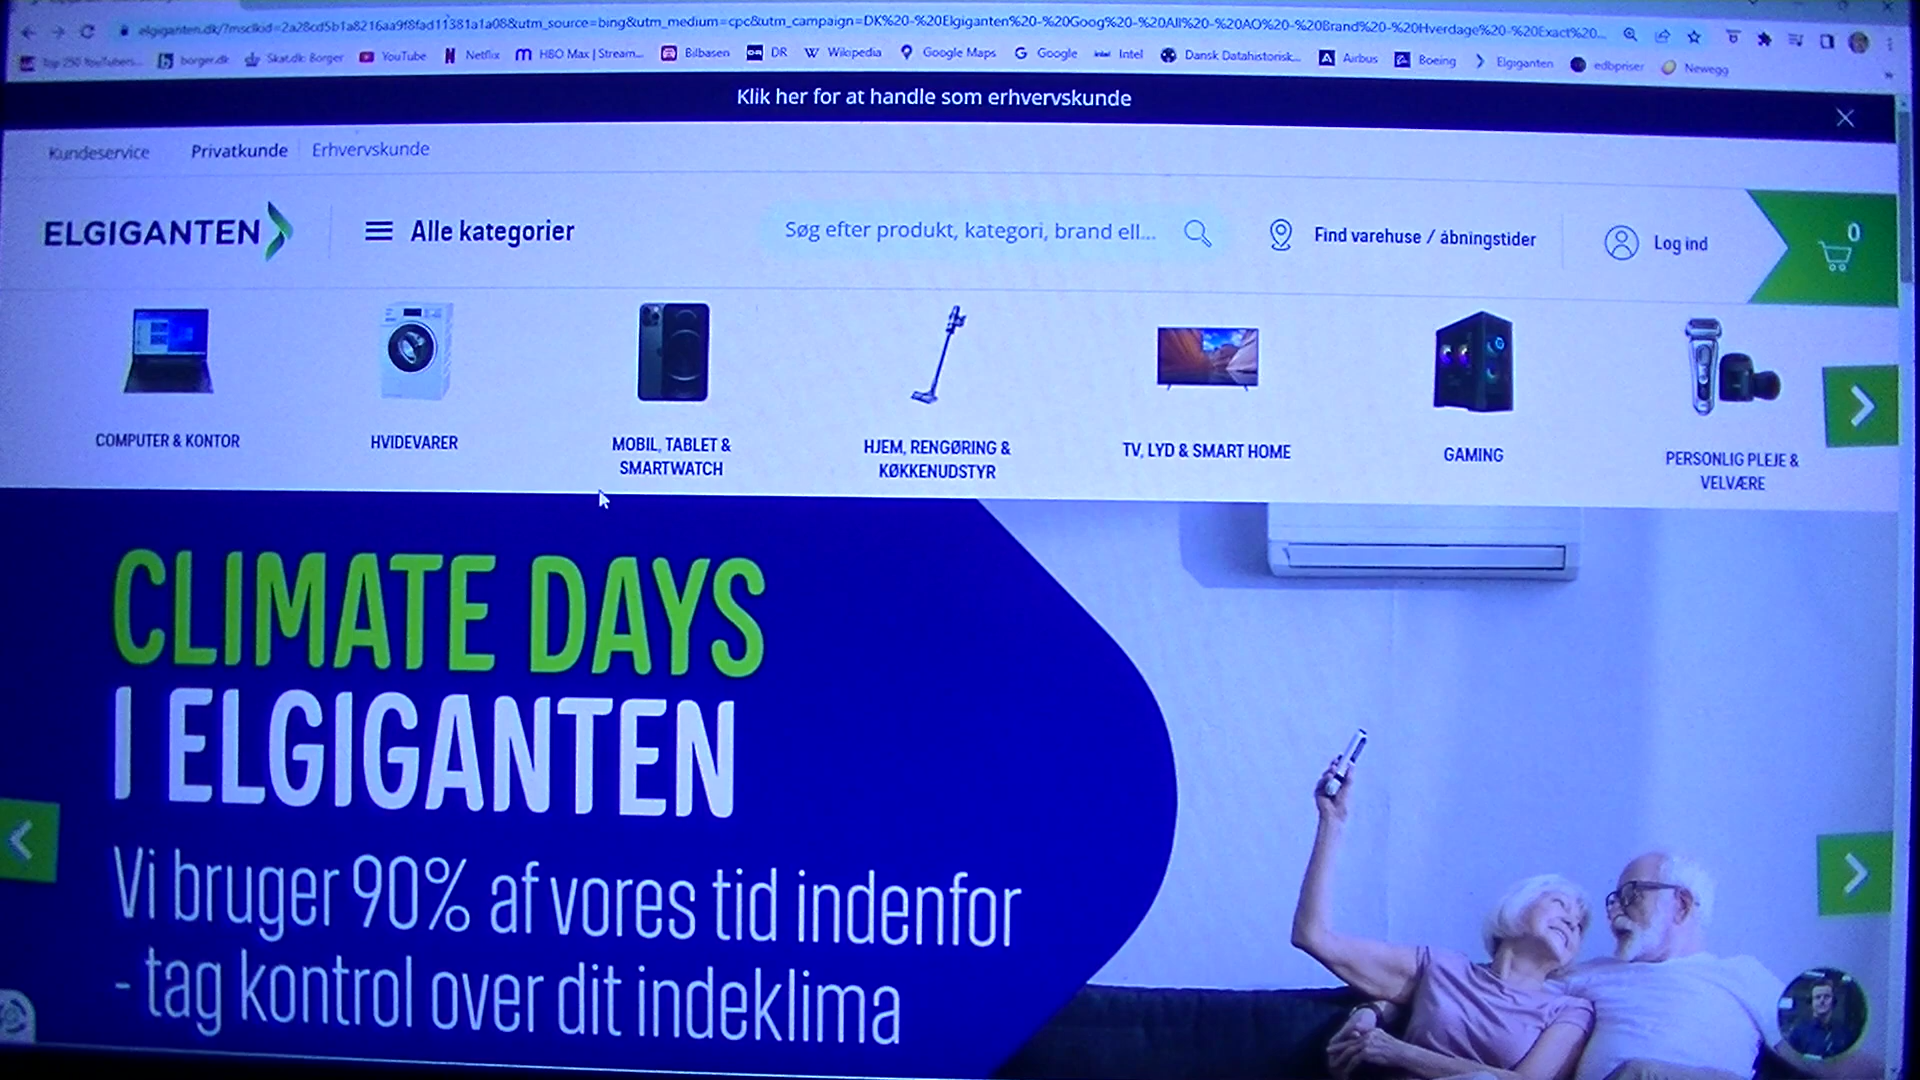 elgiganten.dk/?msclkid=2a28cd5b1a8216aa9f8fad11381a1a08&utm_source=bing&utm_medium=cpc&utm_campaign=DK%20-%20Elgiganten%20-%20Goog%20-%20All%20-%20AO%20-%20Brand%20-%20Hverdage%20-%20Exact%20...
Top 250 YouTubers... borger.dk Skat.dk: Borger YouTube Netflix HBO Max | Stream... Bilbasen DR Wikipedia Google Maps Google Intel Dansk Datahistorisk... Airbus Boeing Elgiganten edbpriser Newegg
Klik her for at handle som erhvervskunde
Kundeservice Privatkunde Erhvervskunde
ELGIGANTEN Alle kategorier Søg efter produkt, kategori, brand ell... Find varehuse / åbningstider Log ind 0
COMPUTER & KONTOR
HVIDEVARER
MOBIL, TABLET &
SMARTWATCH
HJEM, RENGØRING &
KØKKENUDSTYR
TV, LYD & SMART HOME
GAMING
PERSONLIG PLEJE &
VELVÆRE
CLIMATE DAYS
I ELGIGANTEN
Vi bruger 90% af vores tid indenfor
- tag kontrol over dit indeklima